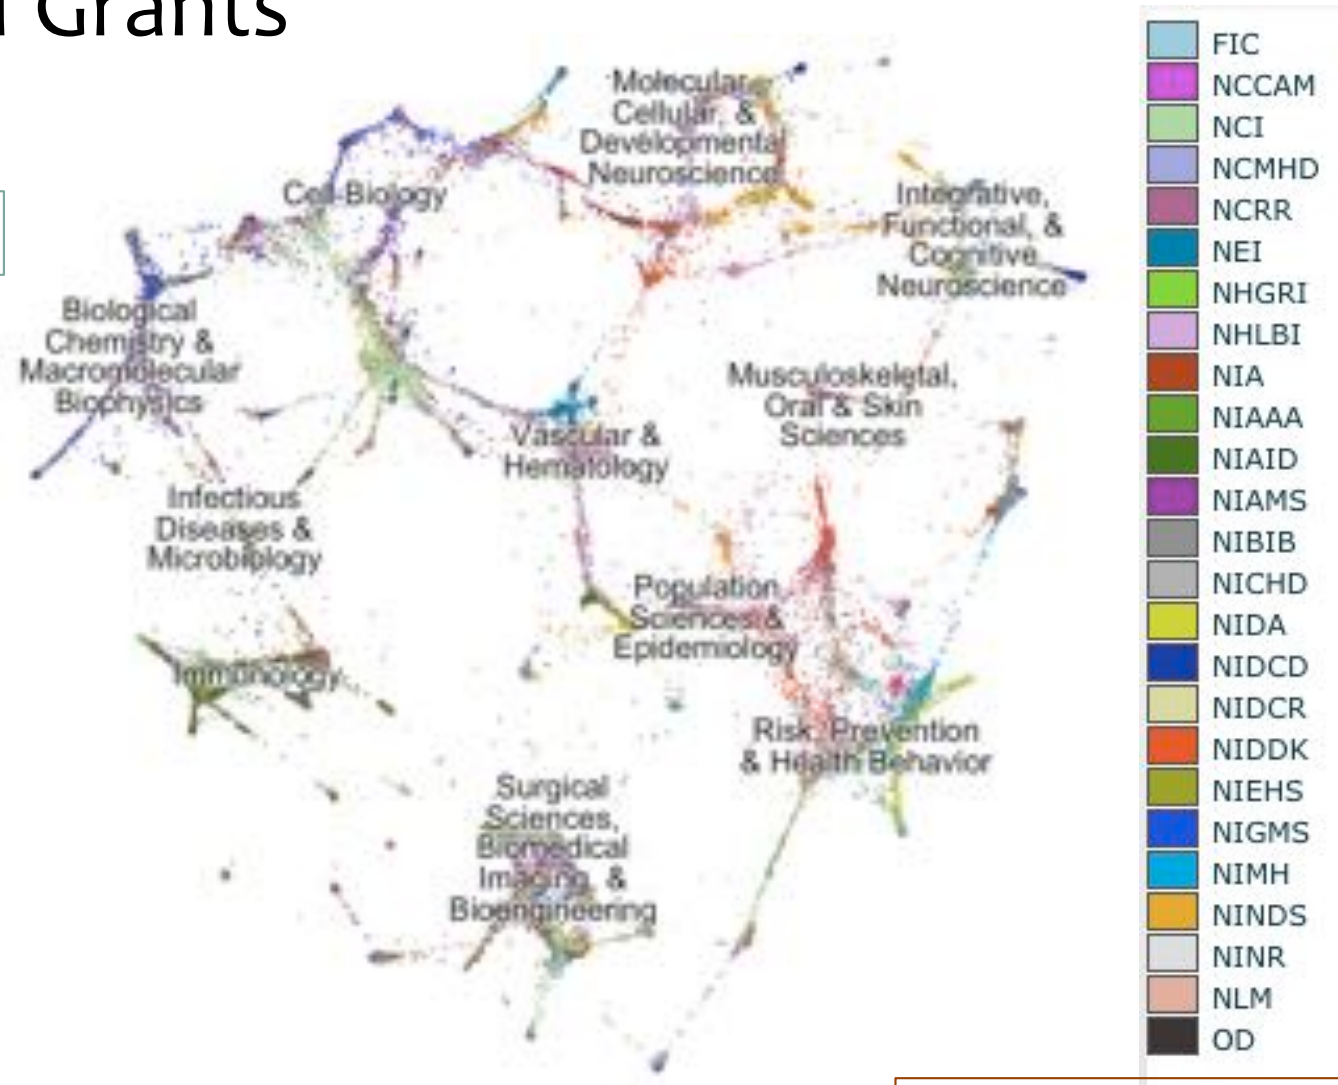 Grants
Molecular,
Cellular, &
Developmental
Neuroscience
Cell Biology
Integrative,
Functional, &
Cognitive
Neuroscience
Biological
Chemistry &
Macromolecular
Biophysics
Musculoskeletal,
Oral & Skin
Sciences
Vascular &
Hematology
Infectious
Diseases &
Microbiology
Population
Sciences &
Epidemiology
Immunology
Risk, Prevention
& Health Behavior
Surgical
Sciences,
Biomedical
Imaging, &
Bioengineering
FIC
NCCAM
NCI
NCMHD
NCRR
NEI
NHGRI
NHLBI
NIA
NIAAA
NIAID
NIAMS
NIBIB
NICHD
NIDA
NIDCD
NIDCR
NIDDK
NIEHS
NIGMS
NIMH
NINDS
NINR
NLM
OD